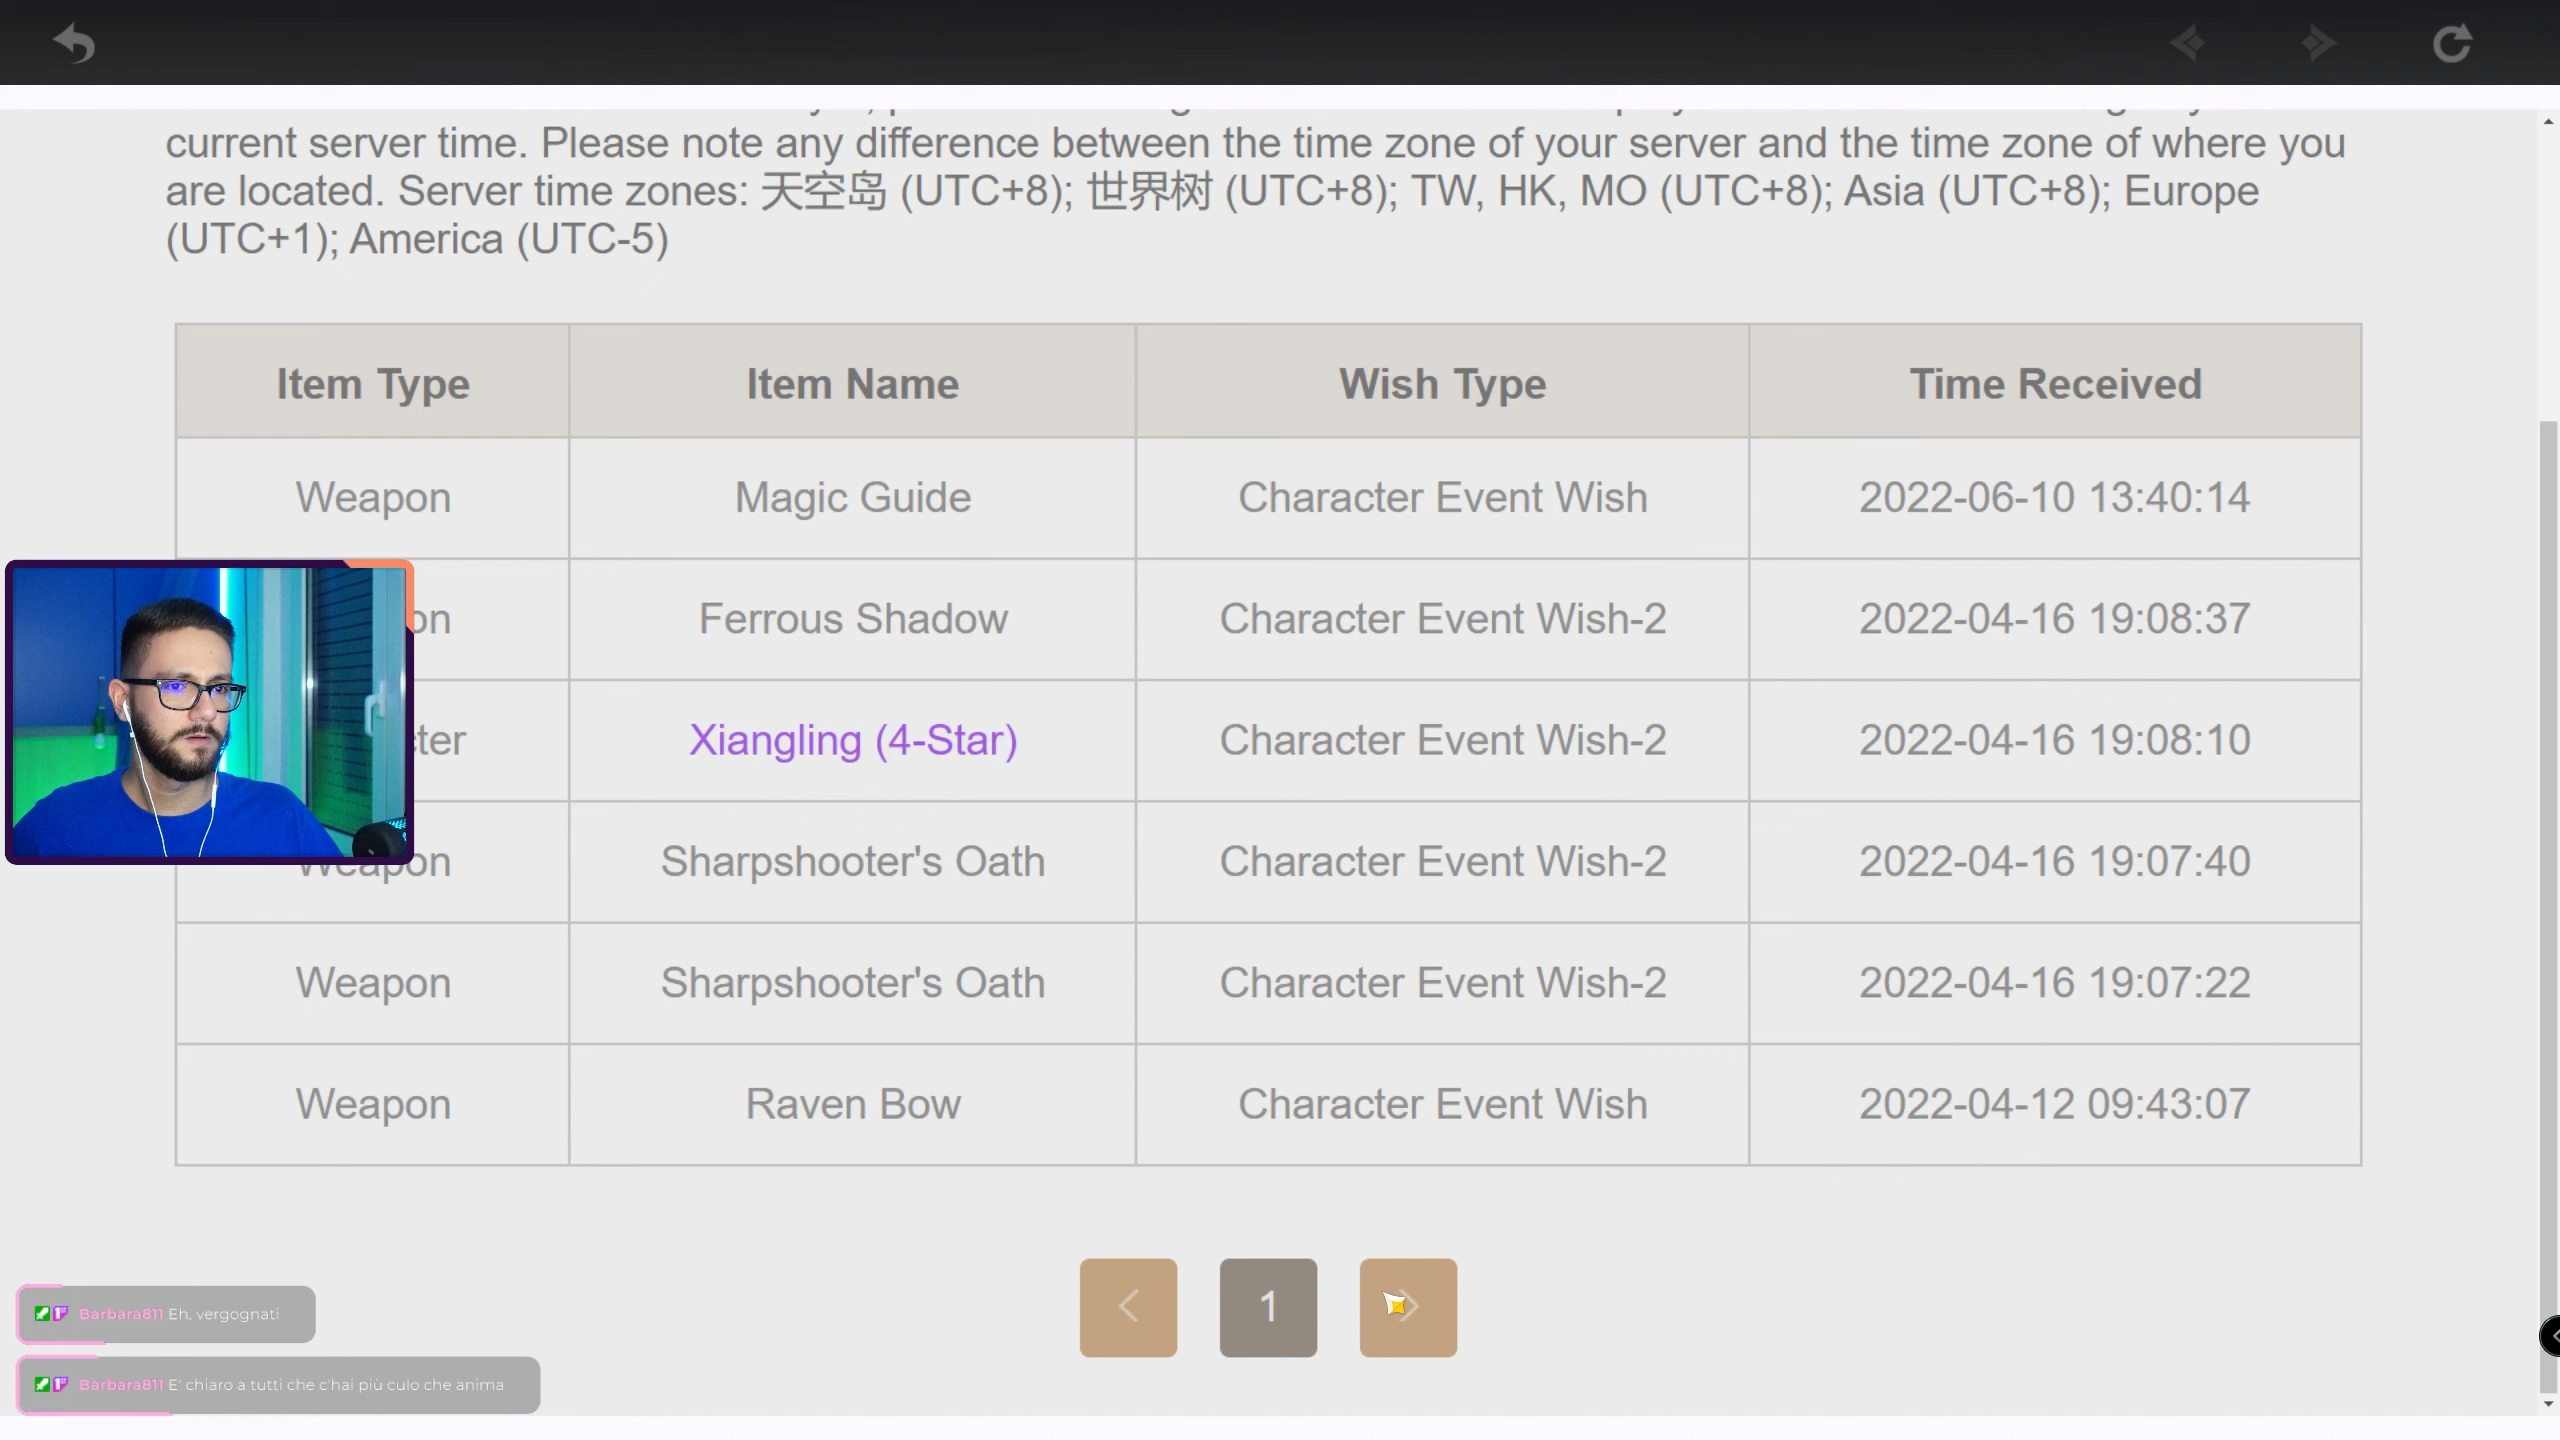 current server time. Please note any difference between the time zone of your server and the time zone of where you
are located. Server time zones: 天空岛 (UTC+8); 世界树 (UTC+8); TW, HK, MO (UTC+8); Asia (UTC+8); Europe
(UTC+1); America (UTC-5)
Item Type Item Name Wish Type Time Received
Weapon Magic Guide Character Event Wish 2022-06-10 13:40:14
Ferrous Shadow Character Event Wish-2 2022-04-16 19:08:37
Xiangling (4-Star) Character Event Wish-2 2022-04-16 19:08:10
Weapon Sharpshooter's Oath Character Event Wish-2 2022-04-16 19:07:40
Weapon Sharpshooter's Oath Character Event Wish-2 2022-04-16 19:07:22
Weapon Raven Bow Character Event Wish 2022-04-12 09:43:07
1
Barbara811 Eh, vergognati
Barbara811 E' chiaro a tutti che c'hai più culo che anima